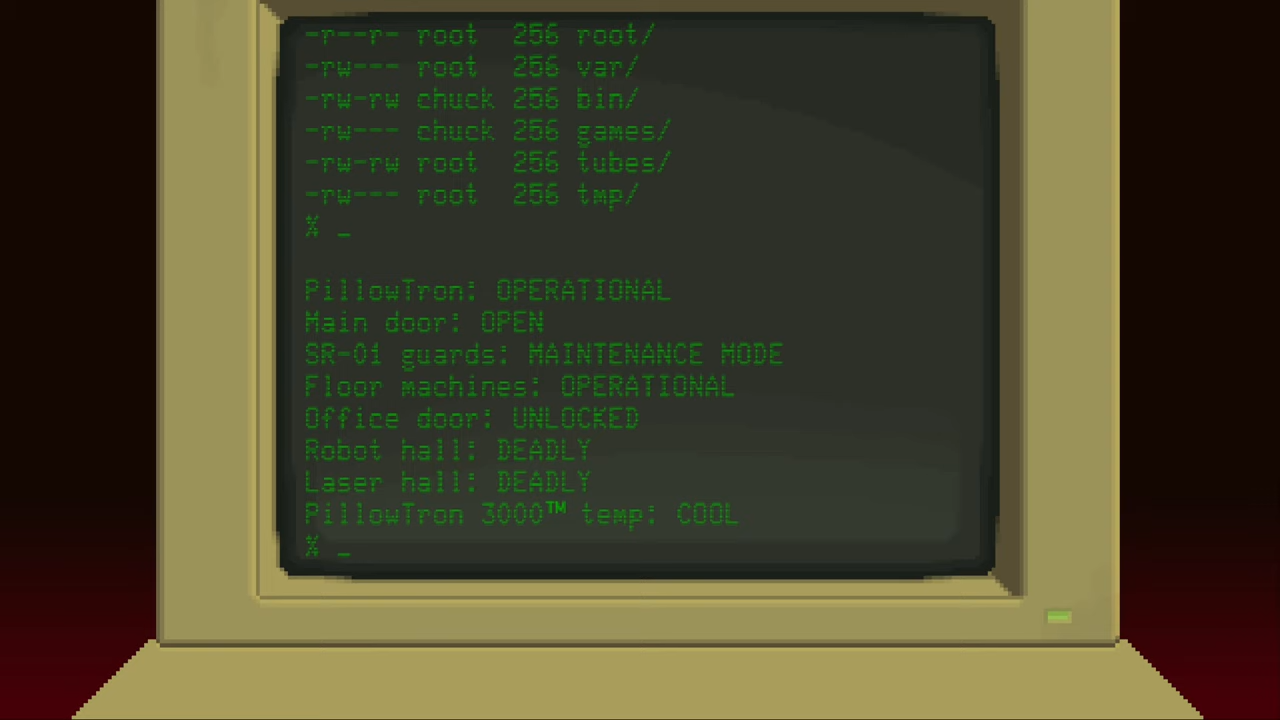 -r--r- root  256 root/
-rw--- root  256 var/
-rw-rw chuck 256 bin/
-rw--- chuck 256 games/
-rw-rw root  256 tubes/
-rw--- root  256 tmp/
% _
PillowTron: OPERATIONAL
Main door: OPEN
SR-01 guards: MAINTENANCE MODE
Floor machines: OPERATIONAL
Office door: UNLOCKED
Robot hall: DEADLY
Laser hall: DEADLY
PillowTron 3000™ temp: COOL
% _